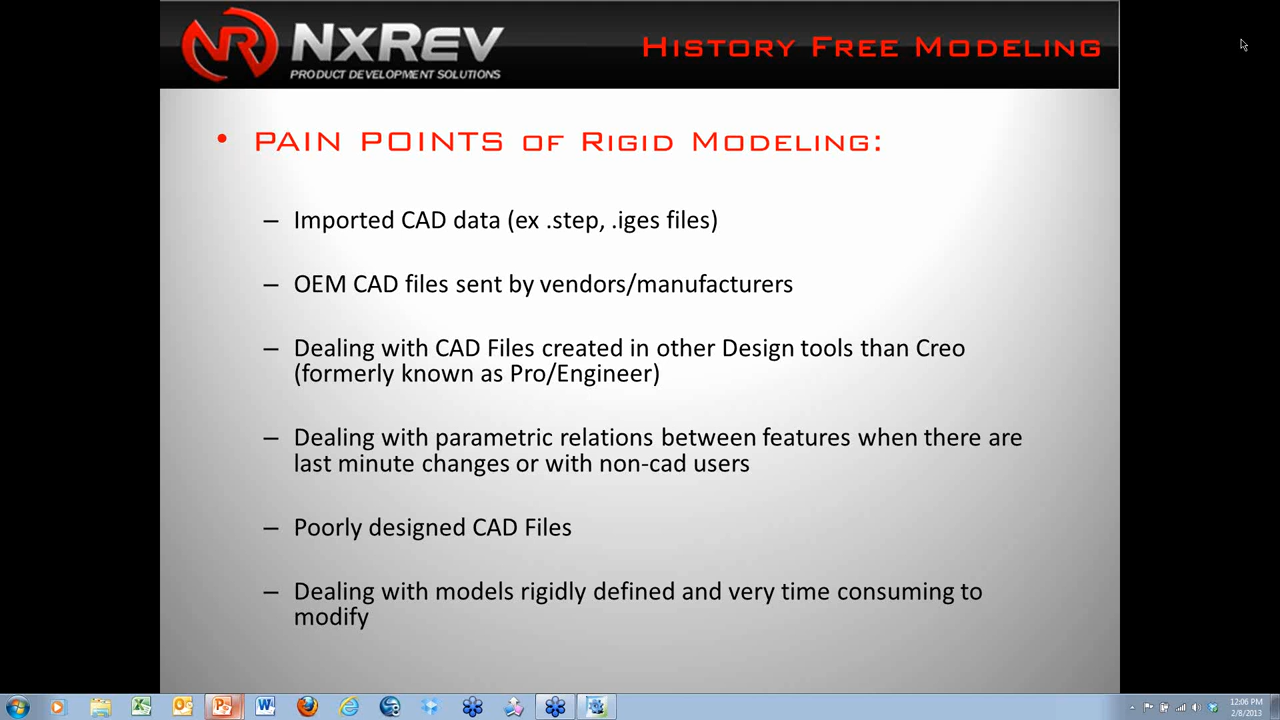 NxRev
PRODUCT DEVELOPMENT SOLUTIONS
History Free Modeling
• PAIN POINTS of Rigid Modeling:
– Imported CAD data (ex .step, .iges files)
– OEM CAD files sent by vendors/manufacturers
– Dealing with CAD Files created in other Design tools than Creo
(formerly known as Pro/Engineer)
– Dealing with parametric relations between features when there are
last minute changes or with non-cad users
– Poorly designed CAD Files
– Dealing with models rigidly defined and very time consuming to
modify
12:06 PM
2/8/2013